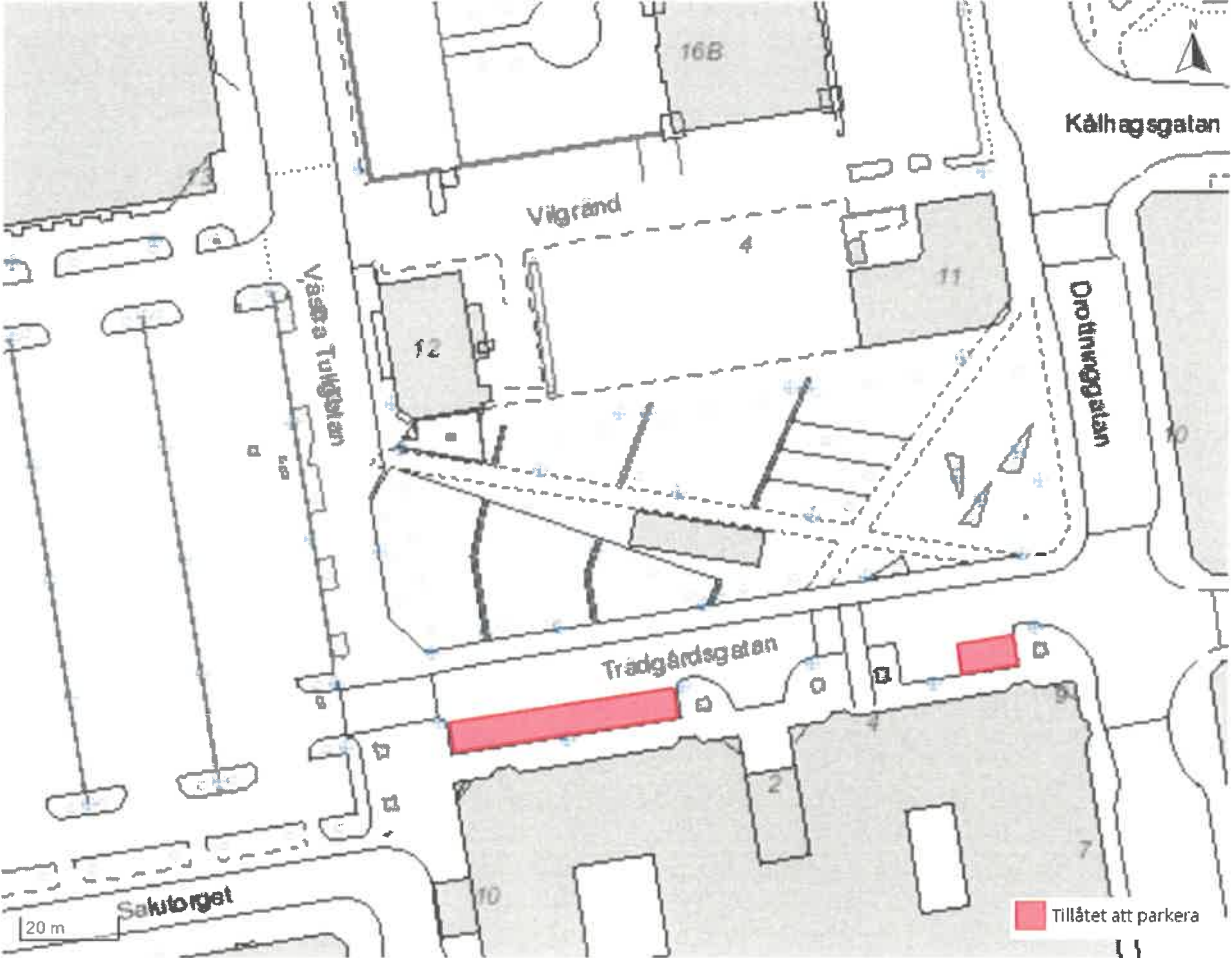 16B
N
Kålhagsgatan
13
Vilgränd
4
11
Västra Tullgatan
12
Drottninggatan
10
Trädgårdsgatan
4
9
2
7
10
Salutorget
20 m
Tillåtet att parkera